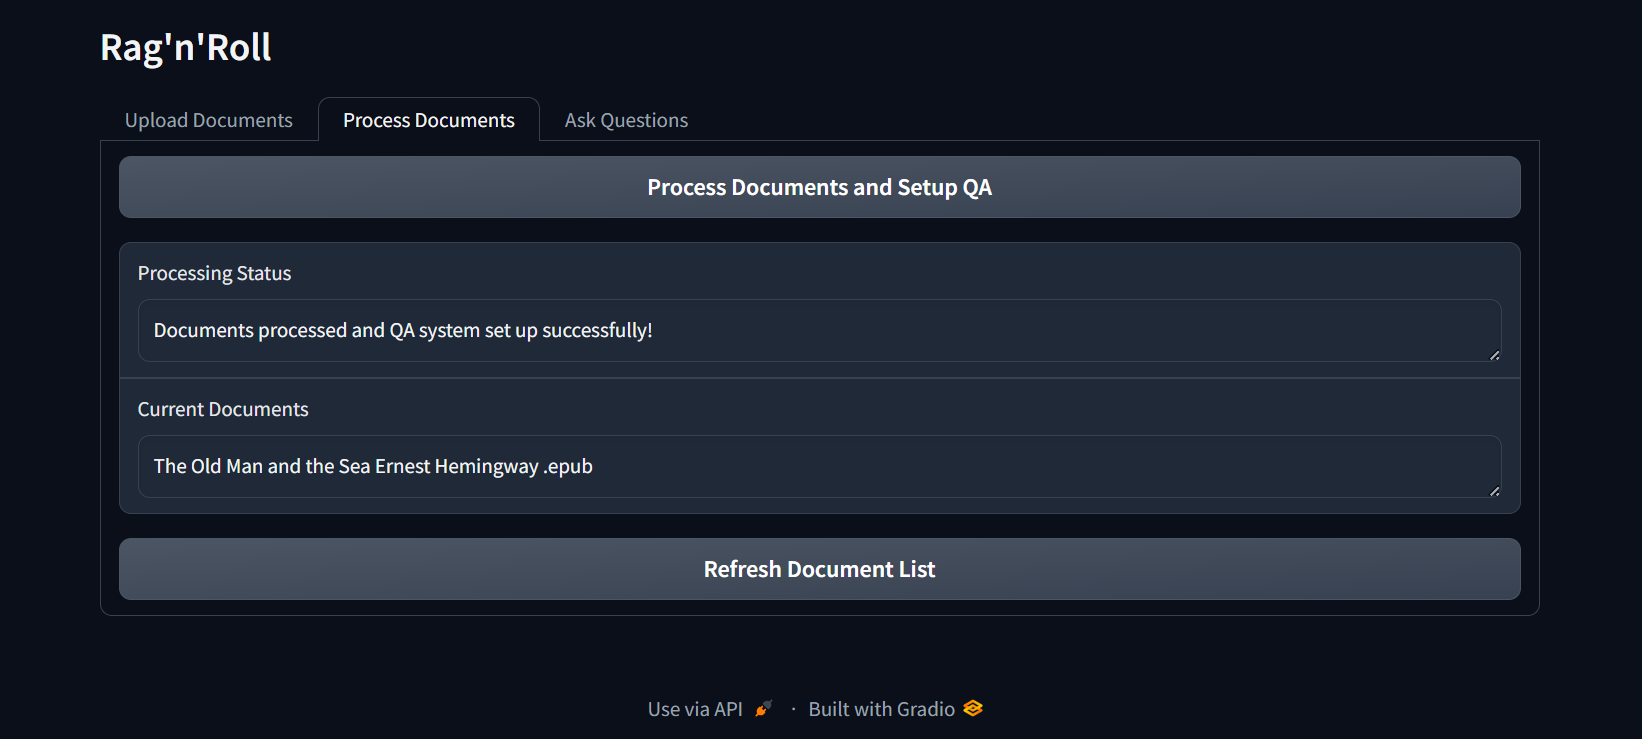 Rag'n'Roll
Upload Documents
Process Documents
Ask Questions
Process Documents and Setup QA
Processing Status
Documents processed and QA system set up successfully!
Current Documents
The Old Man and the Sea Ernest Hemingway .epub
Refresh Document List
Use via API · Built with Gradio